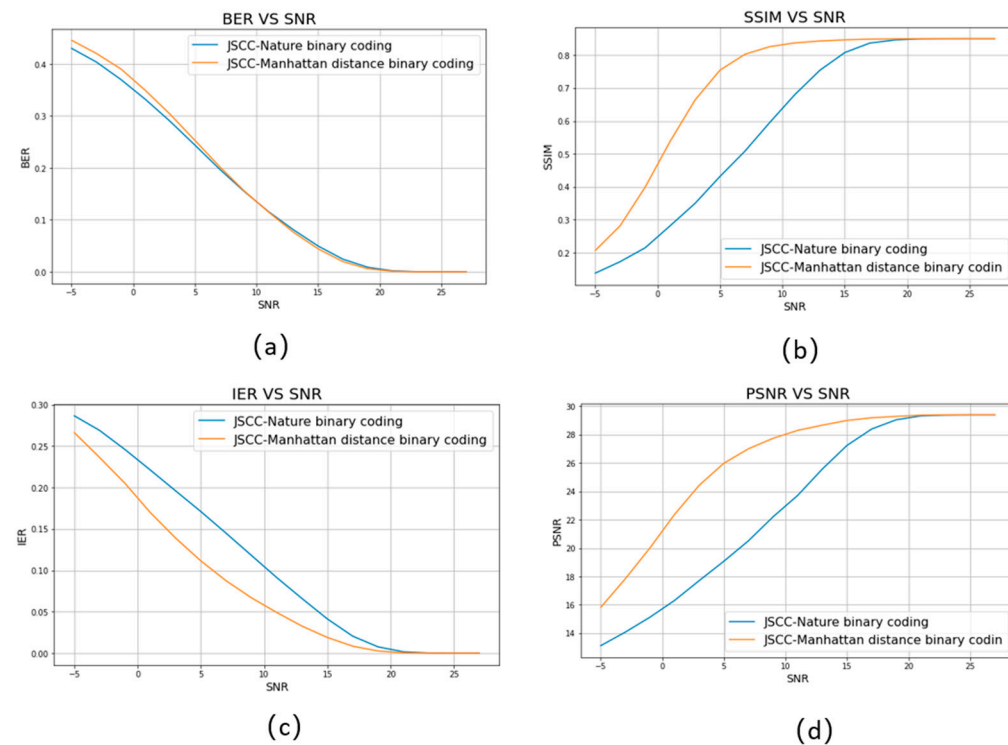 BER VS SNR
JSCC-Nature binary coding
JSCC-Manhattan distance binary coding
0.4
0.3
0.2
0.1
0.0
BER
−5
0
5
10
15
20
25
SNR
(a)
SSIM VS SNR
0.8
0.7
0.6
0.5
0.4
0.3
0.2
SSIM
JSCC-Nature binary coding
JSCC-Manhattan distance binary codin
−5
0
5
10
15
20
25
SNR
(b)
IER VS SNR
JSCC-Nature binary coding
JSCC-Manhattan distance binary coding
0.30
0.25
0.20
0.15
0.10
0.05
0.00
IER
−5
0
5
10
15
20
25
SNR
(c)
PSNR VS SNR
30
28
26
24
22
20
18
16
14
PSNR
JSCC-Nature binary coding
JSCC-Manhattan distance binary codin
−5
0
5
10
15
20
25
SNR
(d)